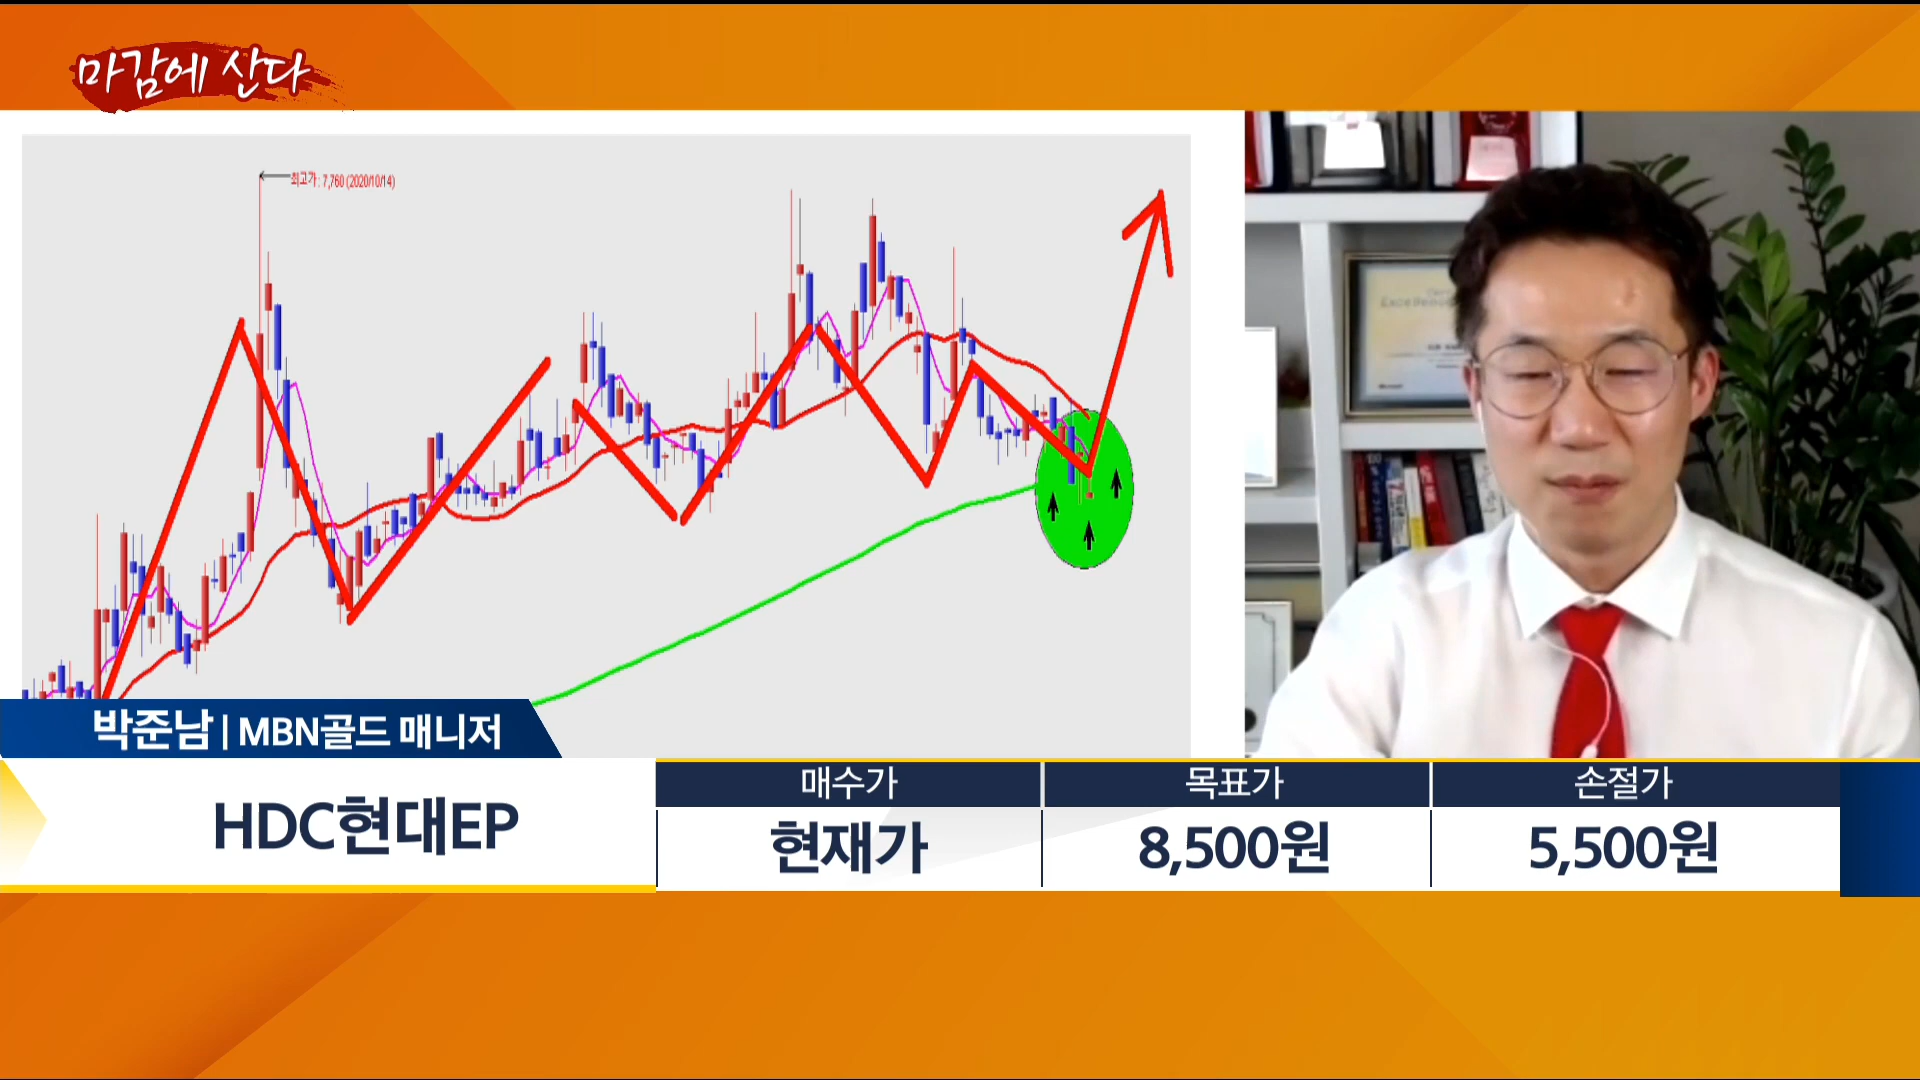 마감에 산다
최고가 : 7,760 (2020/10/14)
박준남 | MBN골드 매니저
HDC현대EP
매수가
목표가
손절가
현재가
8,500원
5,500원